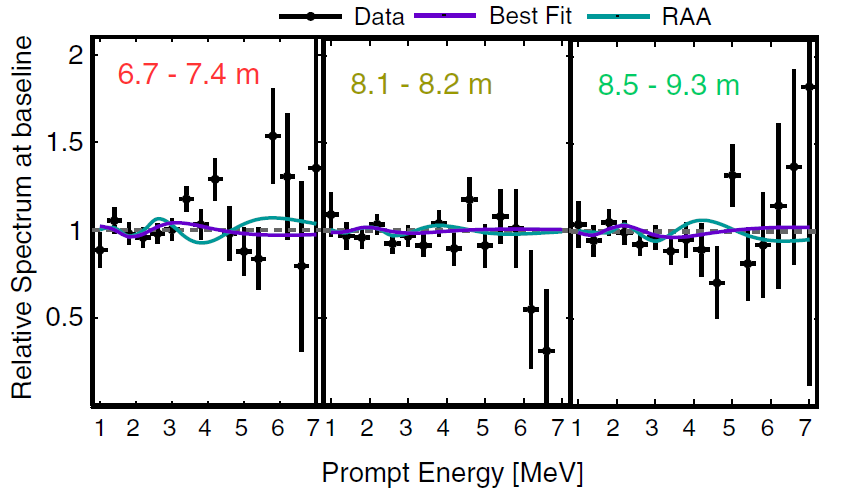 Data Best Fit RAA
Relative Spectrum at baseline
2
1.5
1
0.5
6.7 - 7.4 m
8.1 - 8.2 m
8.5 - 9.3 m
1 2 3 4 5 6 7 1 2 3 4 5 6 7 1 2 3 4 5 6 7
Prompt Energy [MeV]